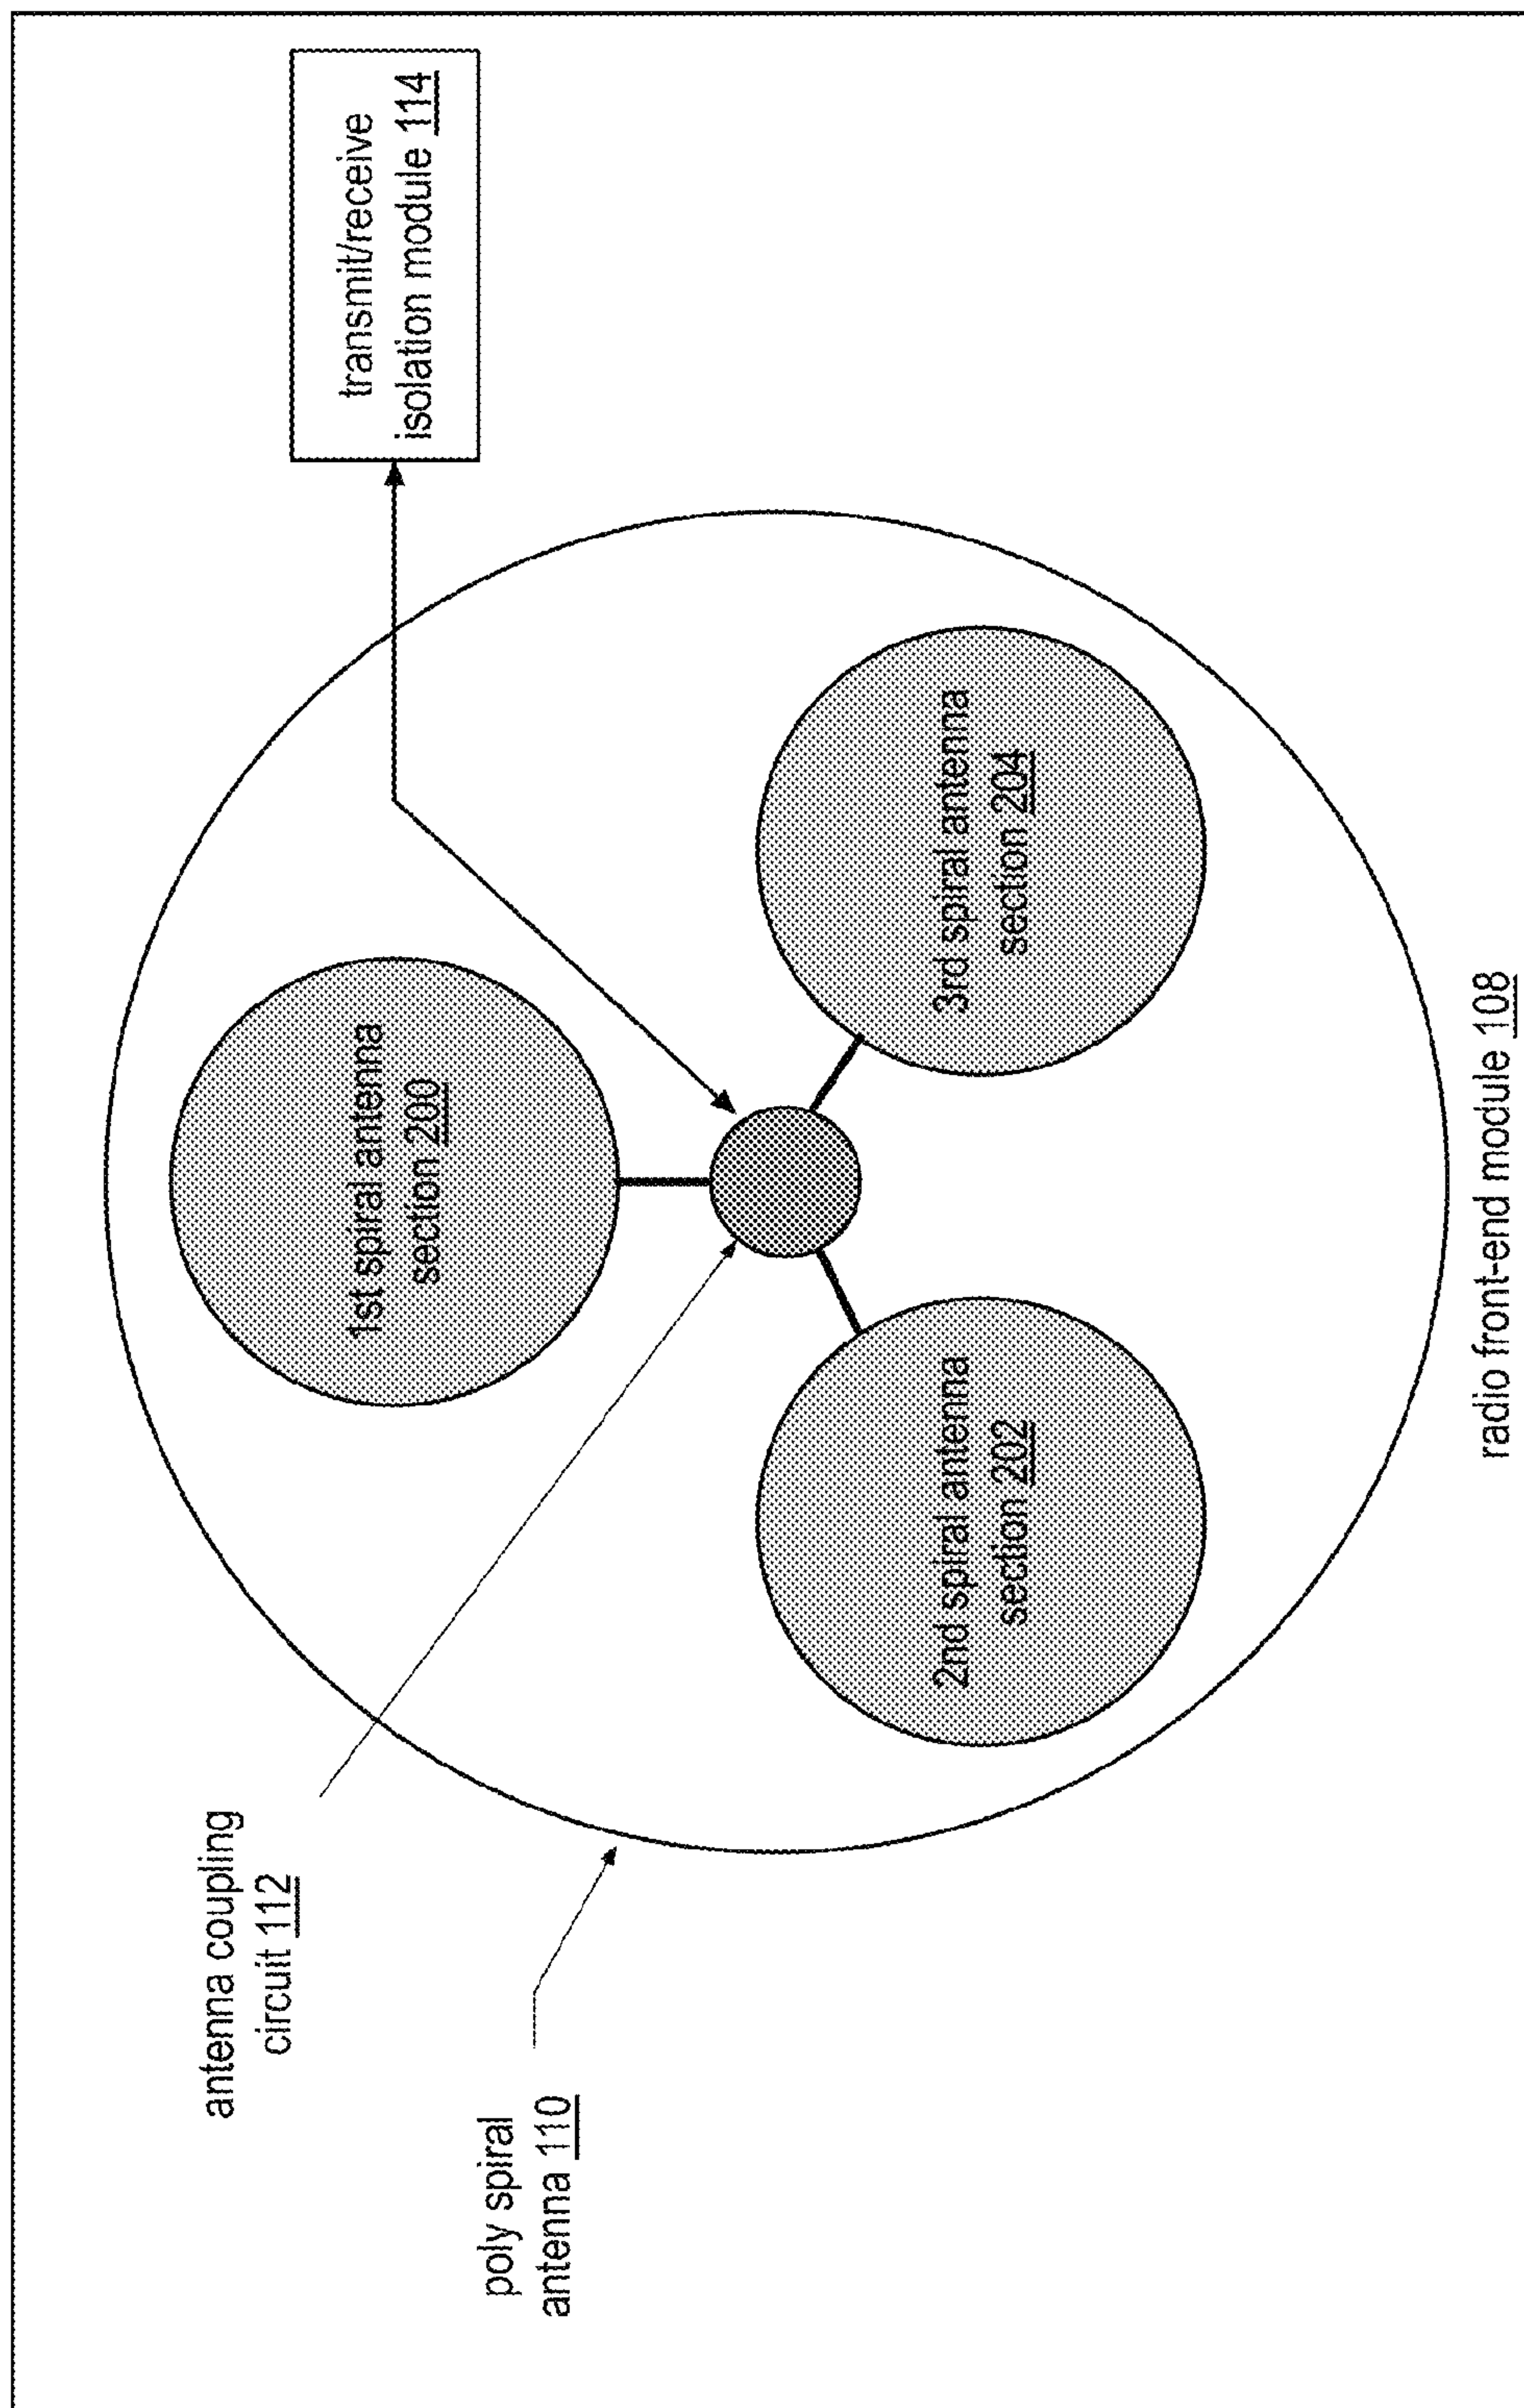 transmit/receive
isolation module 114
antenna coupling
circuit 112
poly spiral
antenna 110
1st spiral antenna
section 200
2nd spiral antenna
section 202
3rd spiral antenna
section 204
radio front-end module 108